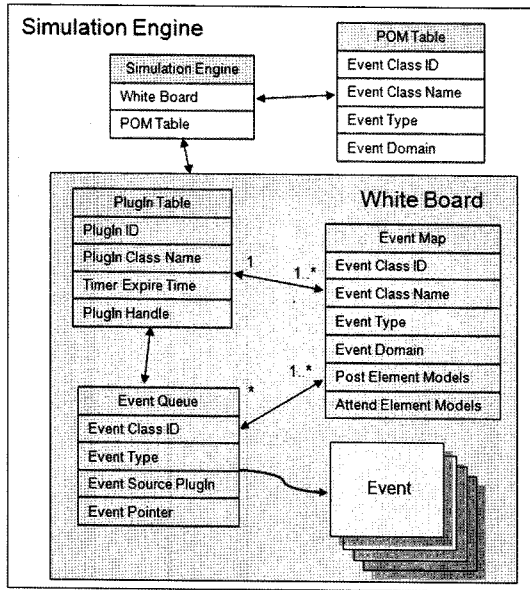 Simulation Engine
Simulation Engine
White Board
POM Table
POM Table
Event Class ID
Event Class Name
Event Type
Event Domain
White Board
PlugIn Table
PlugIn ID
PlugIn Class Name
Timer Expire Time
PlugIn Handle
1
1..*
Event Map
Event Class ID
Event Class Name
Event Type
Event Domain
Post Element Models
Attend Element Models
*
1..*
Event Queue
Event Class ID
Event Type
Event Source PlugIn
Event Pointer
Event